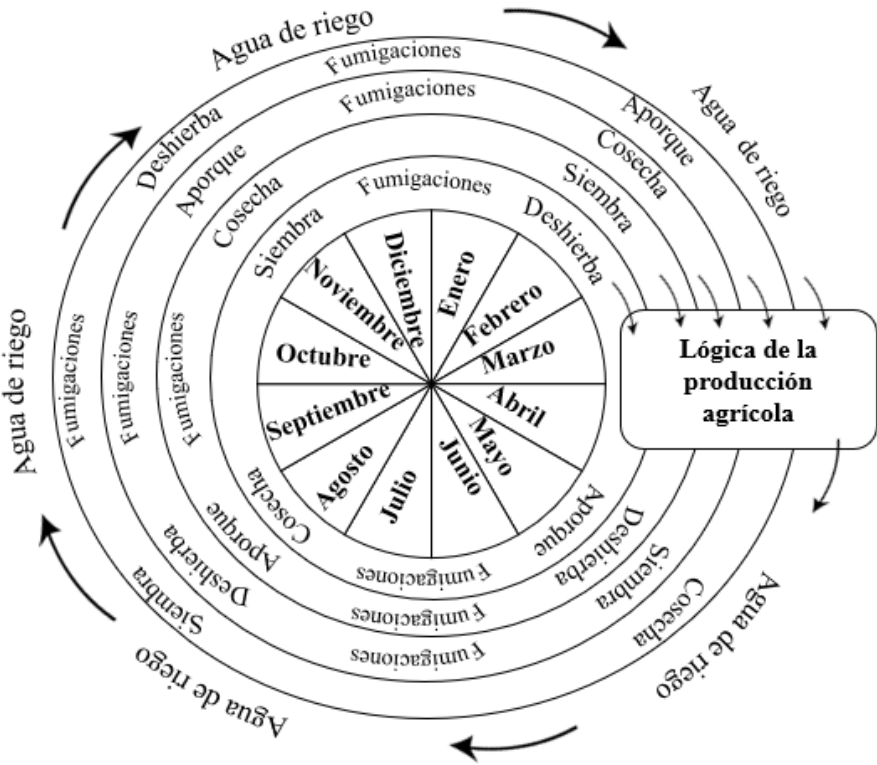 Agua de riego
Fumigaciones
Fumigaciones
Fumigaciones
Deshierba
Aporque
Cosecha
Siembra
Aporque
Cosecha
Siembra
Deshierba
Agua de riego
Enero
Febrero
Marzo
Abril
Mayo
Junio
Julio
Agosto
Septiembre
Octubre
Noviembre
Diciembre
Lógica de la
producción
agrícola
Agua de riego
Fumigaciones
Fumigaciones
Fumigaciones
Cosecha
Aporque
Deshierba
Siembra
Aporque
Deshierba
Siembra
Cosecha
Fumigaciones
Fumigaciones
Fumigaciones
Agua de riego
Agua de riego